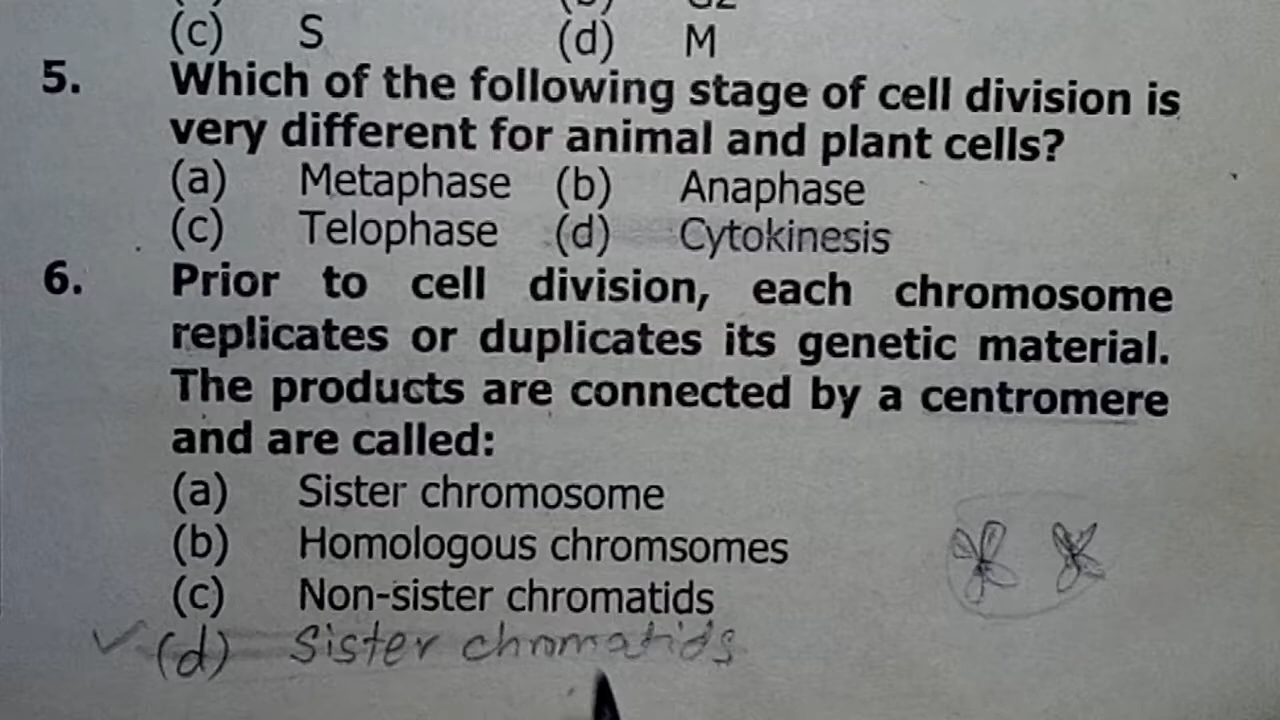 (c) S (d) M
5. Which of the following stage of cell division is
very different for animal and plant cells?
(a) Metaphase (b) Anaphase
(c) Telophase (d) Cytokinesis
6. Prior to cell division, each chromosome
replicates or duplicates its genetic material.
The products are connected by a centromere
and are called:
(a) Sister chromosome
(b) Homologous chromsomes
(c) Non-sister chromatids
(d) Sister chromatids